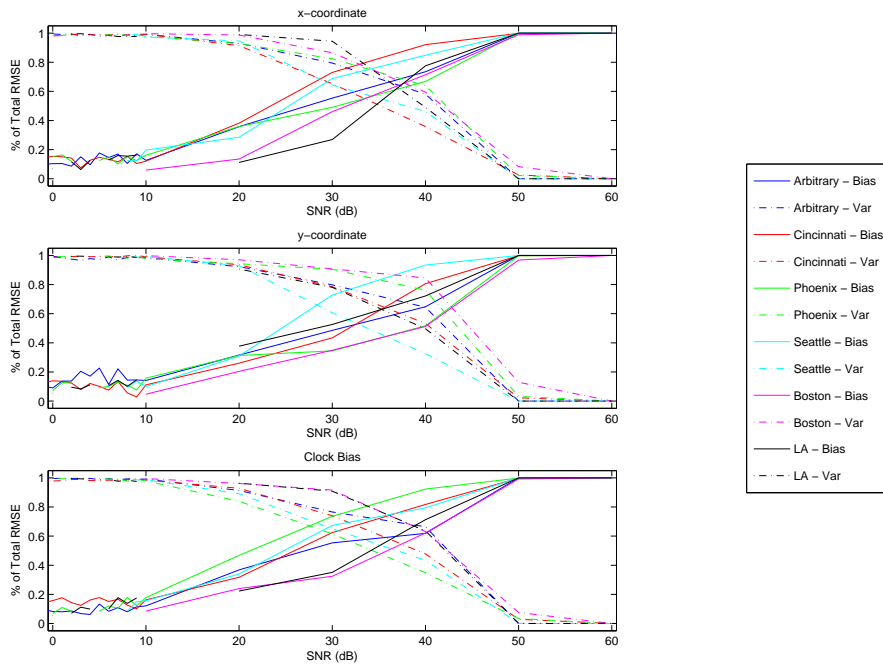 x−coordinate
% of Total RMSE
1
0.8
0.6
0.4
0.2
0
0
10
20
30
40
50
60
SNR (dB)
y−coordinate
% of Total RMSE
1
0.8
0.6
0.4
0.2
0
0
10
20
30
40
50
60
SNR (dB)
Clock Bias
% of Total RMSE
1
0.8
0.6
0.4
0.2
0
0
10
20
30
40
50
60
SNR (dB)
Arbitrary − Bias
Arbitrary − Var
Cincinnati − Bias
Cincinnati − Var
Phoenix − Bias
Phoenix − Var
Seattle − Bias
Seattle − Var
Boston − Bias
Boston − Var
LA − Bias
LA − Var